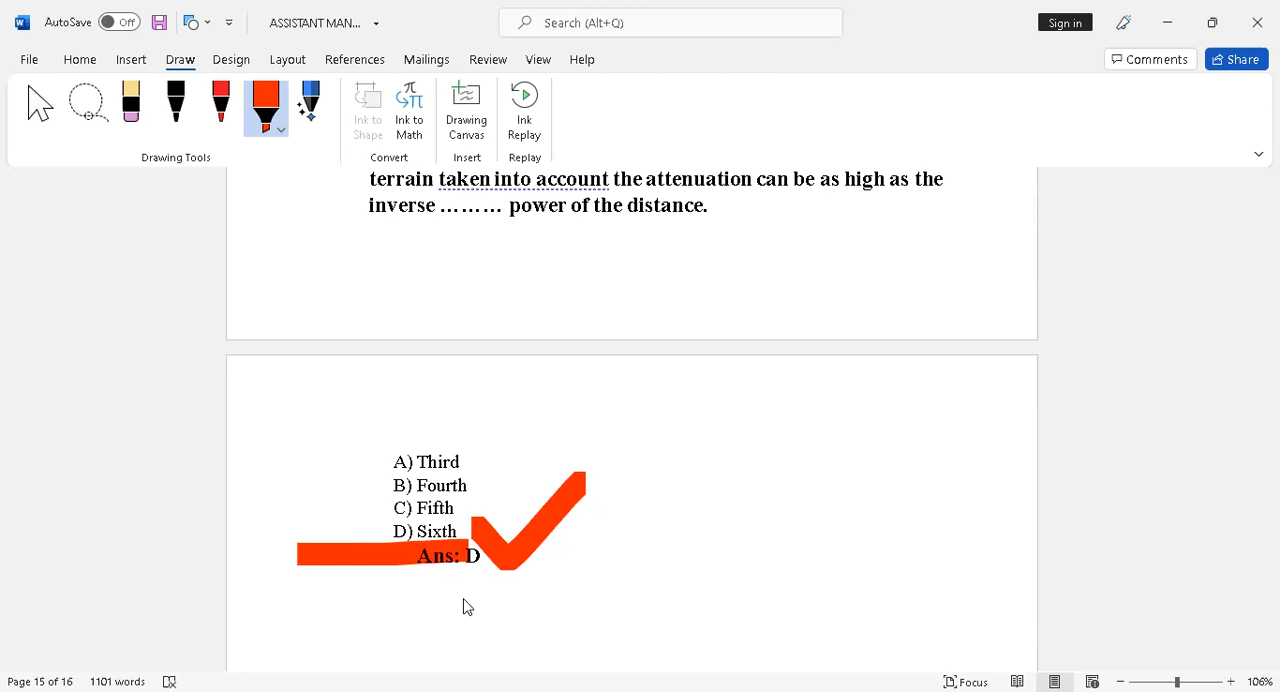 AutoSave Off ASSISTANT MAN... Search (Alt+Q) Sign in
File Home Insert Draw Design Layout References Mailings Review View Help Comments Share
Ink to Shape
Ink to Math
Drawing Canvas
Ink Replay
Drawing Tools Convert Insert Replay
terrain taken into account the attenuation can be as high as the
inverse ……… power of the distance.
A) Third
B) Fourth
C) Fifth
D) Sixth
Ans: D
Page 15 of 16 1101 words Focus 106%